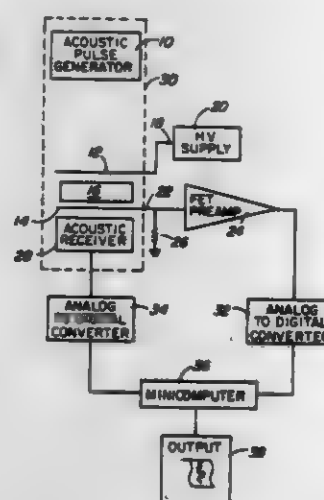 ACOUSTIC
PULSE
GENERATOR
10
30
20
18
HV
SUPPLY
12
16
22
FET
PREAMP
24
14
26
28
ACOUSTIC
RECEIVER
ANALOG
CONVERTER
34
32
ANALOG
TO DIGITAL
CONVERTER
36
MINICOMPUTER
OUTPUT
38